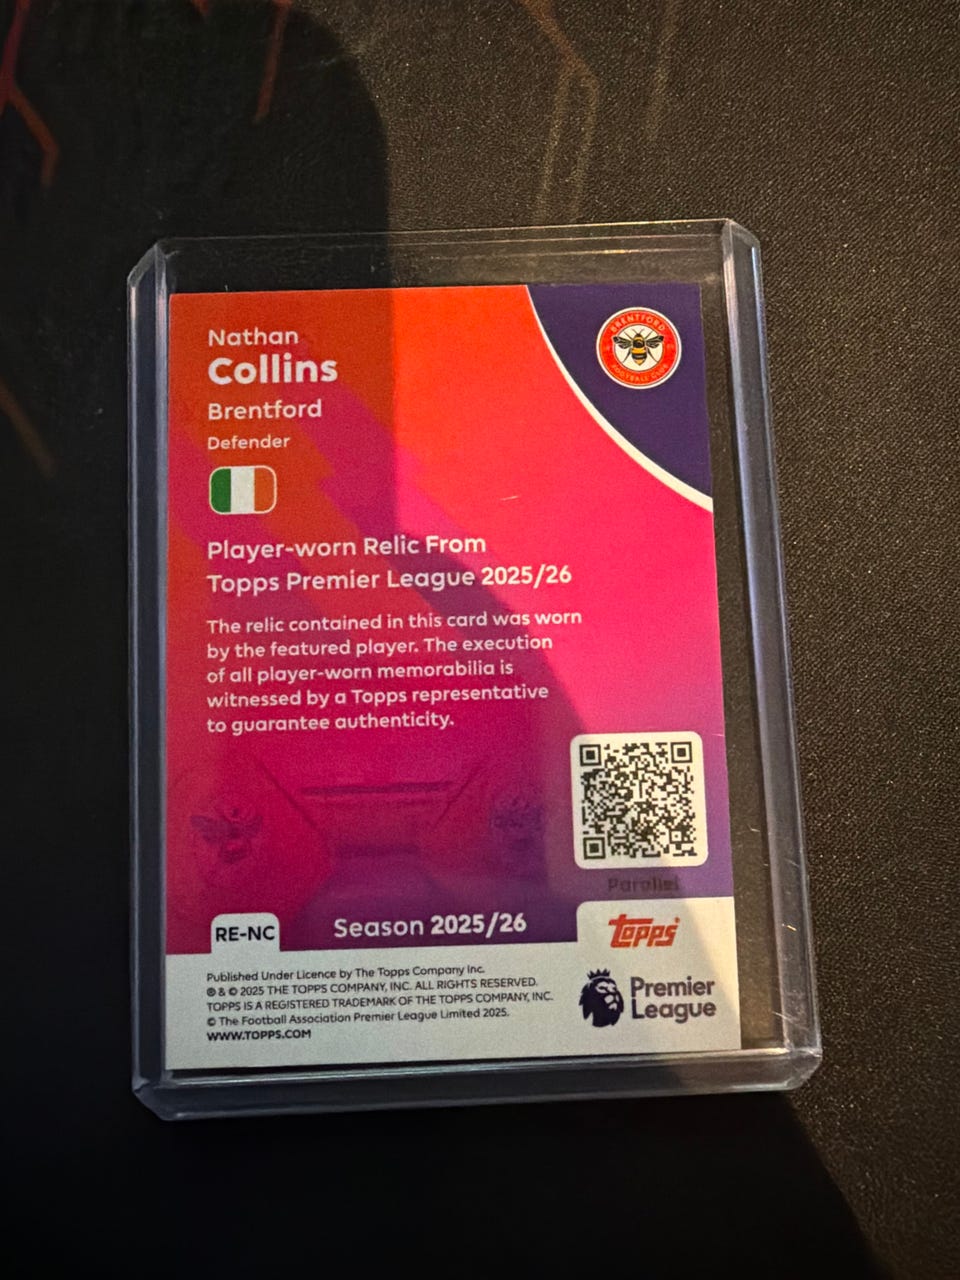 Nathan
Collins
Brentford
Defender
BRENTFORD
FOOTBALL CLUB
Player-worn Relic From
Topps Premier League 2025/26
The relic contained in this card was worn
by the featured player. The execution
of all player-worn memorabilia is
witnessed by a Topps representative
to guarantee authenticity.
Parallel
RE-NC
Season 2025/26
Topps
Published Under Licence by The Topps Company Inc.
® & © 2025 THE TOPPS COMPANY, INC. ALL RIGHTS RESERVED.
TOPPS IS A REGISTERED TRADEMARK OF THE TOPPS COMPANY, INC.
© The Football Association Premier League Limited 2025.
WWW.TOPPS.COM
Premier
League